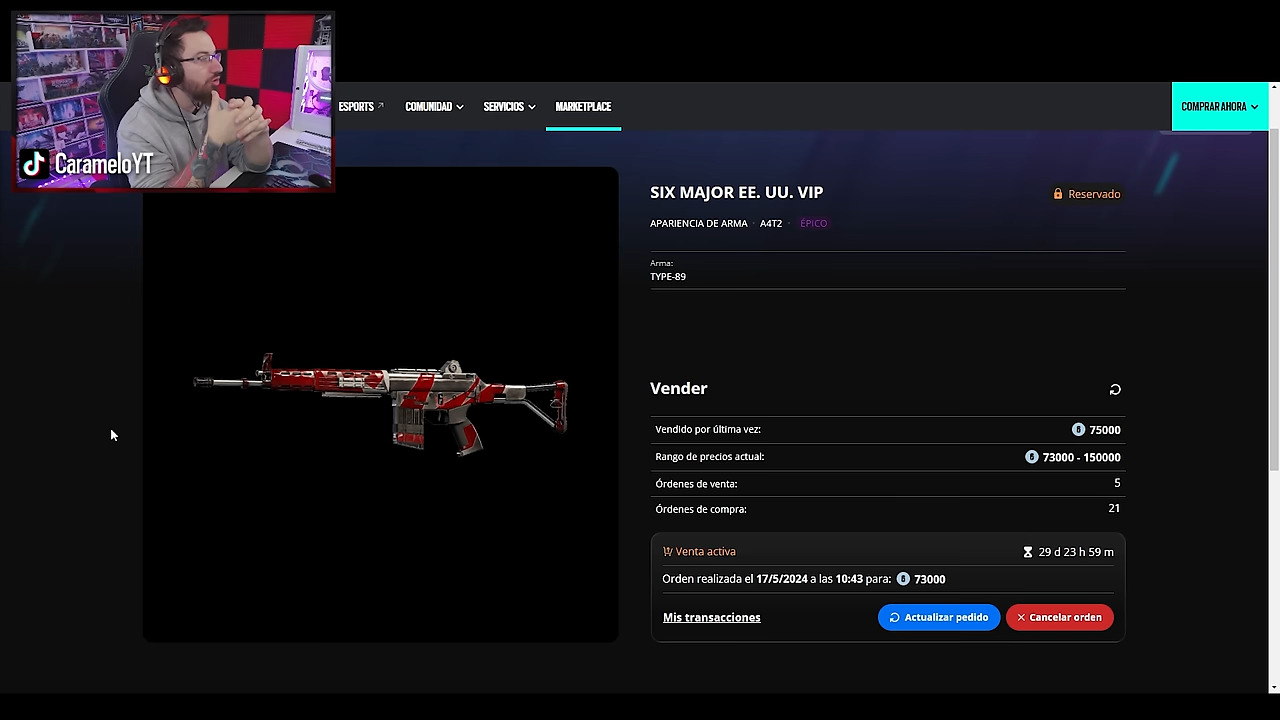 CarameloYT
ESPORTS
COMUNIDAD
SERVICIOS
MARKETPLACE
COMPRAR AHORA
SIX MAJOR EE. UU. VIP
Reservado
APARIENCIA DE ARMA · A4T2 · ÉPICO
Arma:
TYPE-89
Vender
Vendido por última vez: 75000
Rango de precios actual: 73000 - 150000
Órdenes de venta: 5
Órdenes de compra: 21
Venta activa 29 d 23 h 59 m
Orden realizada el 17/5/2024 a las 10:43 para: 73000
Mis transacciones
Actualizar pedido
Cancelar orden